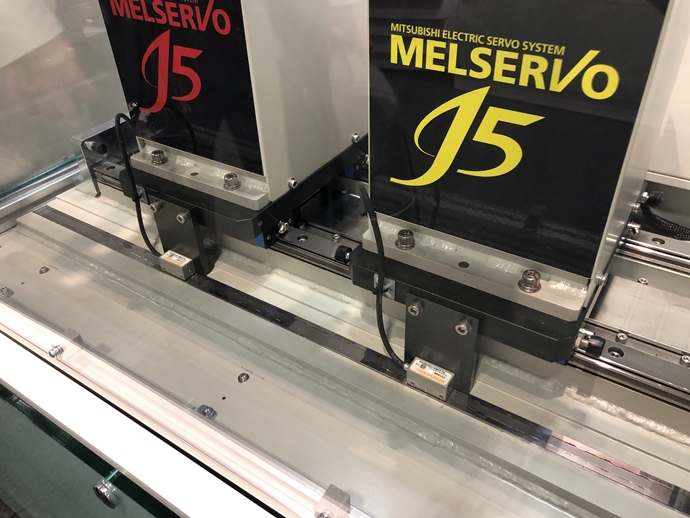 MELSERVO
J5
MITSUBISHI ELECTRIC SERVO SYSTEM
MELSERVO
J5